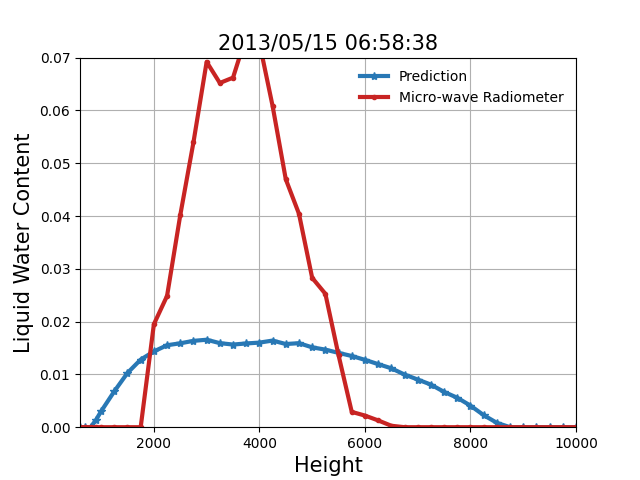 2013/05/15 06:58:38
Prediction
Micro-wave Radiometer
Liquid Water Content
0.07
0.06
0.05
0.04
0.03
0.02
0.01
0.00
2000 4000 6000 8000 10000
Height